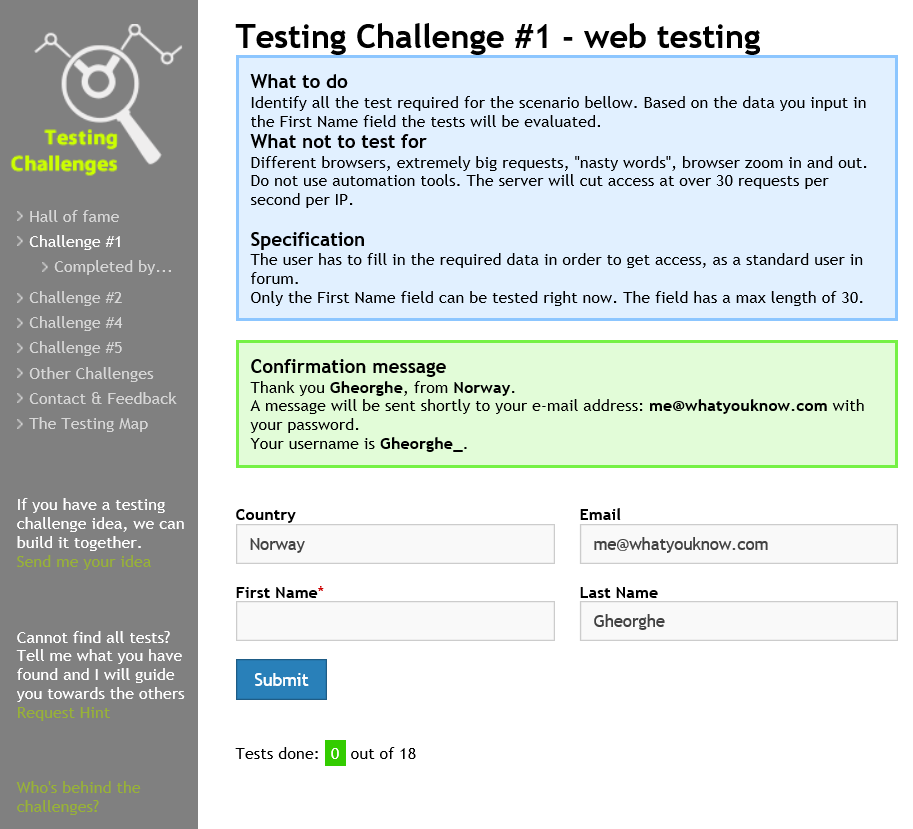 Testing
Challenges
Hall of fame
Challenge #1
Completed by...
Challenge #2
Challenge #4
Challenge #5
Other Challenges
Contact & Feedback
The Testing Map
If you have a testing
challenge idea, we can
build it together.
Send me your idea
Cannot find all tests?
Tell me what you have
found and I will guide
you towards the others
Request Hint
Who's behind the
challenges?
Testing Challenge #1 - web testing
What to do
Identify all the test required for the scenario bellow. Based on the data you input in
the First Name field the tests will be evaluated.
What not to test for
Different browsers, extremely big requests, "nasty words", browser zoom in and out.
Do not use automation tools. The server will cut access at over 30 requests per
second per IP.
Specification
The user has to fill in the required data in order to get access, as a standard user in
forum.
Only the First Name field can be tested right now. The field has a max length of 30.
Confirmation message
Thank you Gheorghe, from Norway.
A message will be sent shortly to your e-mail address: me@whatyouknow.com with
your password.
Your username is Gheorghe_.
Country
Norway
Email
me@whatyouknow.com
First Name*
Last Name
Gheorghe
Submit
Tests done: 0 out of 18